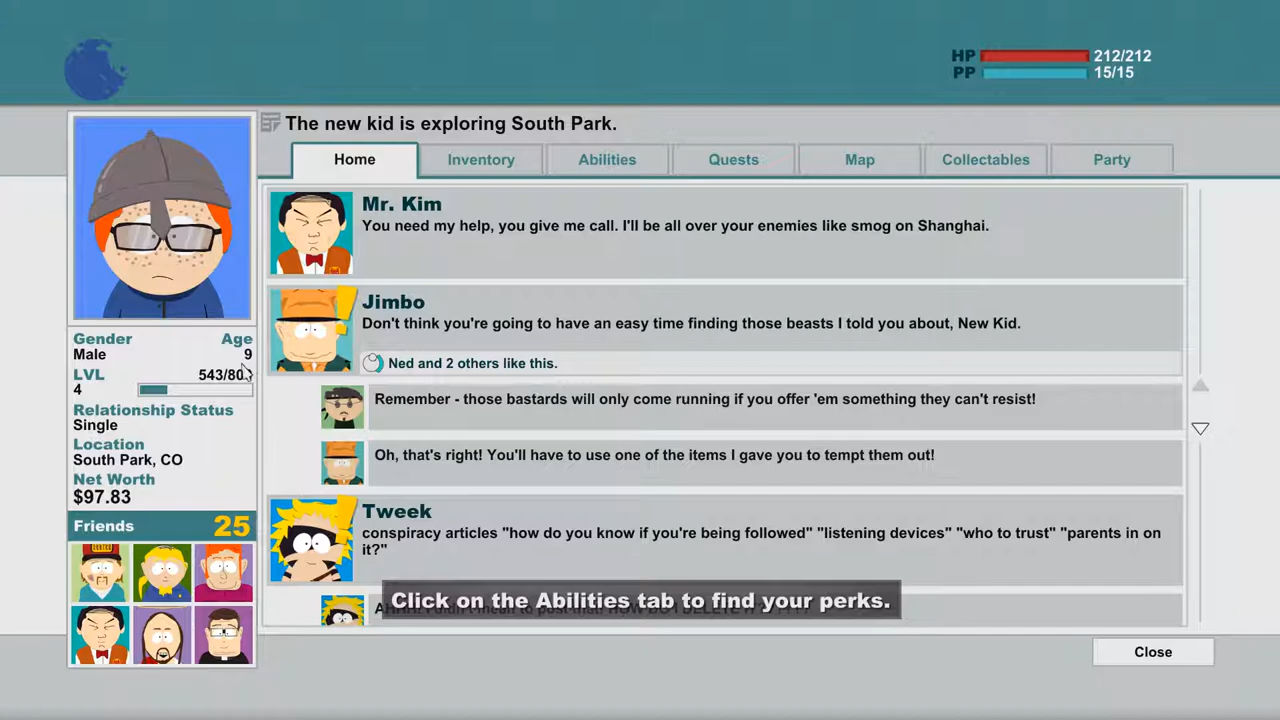 HP 212/212
PP 15/15
The new kid is exploring South Park.
Home Inventory Abilities Quests Map Collectables Party
Mr. Kim
You need my help, you give me call. I'll be all over your enemies like smog on Shanghai.
Jimbo
Don't think you're going to have an easy time finding those beasts I told you about, New Kid.
Ned and 2 others like this.
Remember - those bastards will only come running if you offer 'em something they can't resist!
Oh, that's right! You'll have to use one of the items I gave you to tempt them out!
Tweek
conspiracy articles "how do you know if you're being followed" "listening devices" "who to trust" "parents in on
it?"
Click on the Abilities tab to find your perks.
Gender Age
Male 9
LVL 543/80
4
Relationship Status
Single
Location
South Park, CO
Net Worth
$97.83
Friends 25
Close